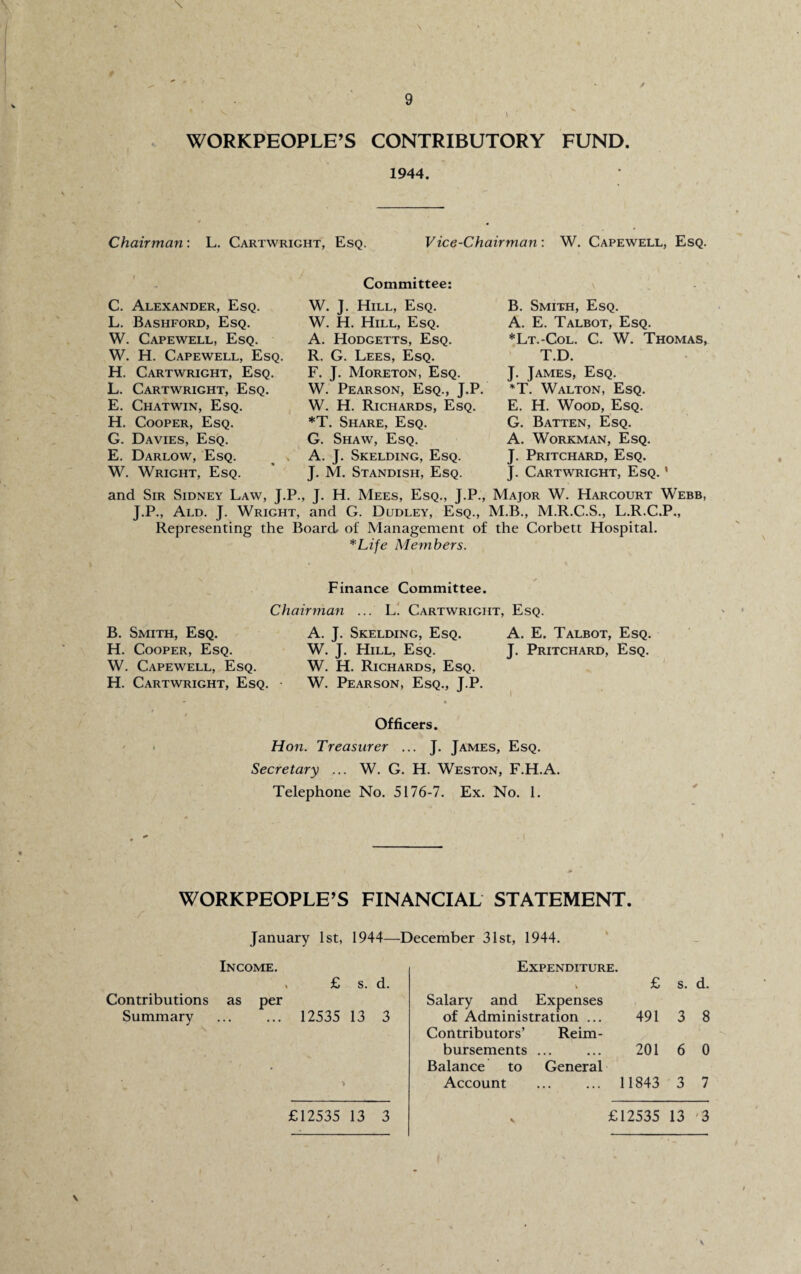 9
WORKPEOPLE'S CONTRIBUTORY FUND.
1944.
Chairman: L. Cartwright, Esq. Vice-Chairman: W. Capewell, Esq.
Committee:
C. Alexander, Esq.
L. Bashford, Esq.
W. Capewell, Esq.
W. H. Capewell, Esq.
H. Cartwright, Esq.
L. Cartwright, Esq.
E. Chatwin, Esq.
H. Cooper, Esq.
G. Davies, Esq.
E. Darlow, Esq.
W. Wright, Esq.
W. J. Hill, Esq.
W. H. Hill, Esq.
A. Hodgetts, Esq.
R. G. Lees, Esq.
F. J. Moreton, Esq.
W. Pearson, Esq., J.P.
W. H. Richards, Esq.
*T. Share, Esq.
G. Shaw, Esq.
A. J. Skelding, Esq.
J. M. Standish, Esq.
B. Smith, Esq.
A. E. Talbot, Esq.
*Lt.-Col. C. W. Thomas,
T.D.
J. James, Esq.
*T. Walton, Esq.
E. H. Wood, Esq.
G. Batten, Esq.
A. Workman, Esq.
J. Pritchard, Esq.
J. Cartwright, Esq.
and Sir Sidney Law, J.P., J. H. Mees, Esq., J.P., Major W. Harcourt Webb,
J.P., Ald. J. Wright, and G. Dudley, Esq., M.B., M.R.C.S., L.R.C.P.,
Representing the Board of Management of the Corbett Hospital.
*Life Members.
Finance Committee.
Chairman ... L. Cartwright, Esq.
B. Smith, Esq.
H. Cooper, Esq.
W. Capewell, Esq.
H. Cartwright, Esq.
A. J. Skelding, Esq.
W. J. Hill, Esq.
W. H. Richards, Esq.
W. Pearson, Esq., J.P.
A. E. Talbot, Esq.
J. Pritchard, Esq.
Officers.
Hon. Treasurer ... J. James, Esq.
Secretary ... W. G. H. Weston, F.H.A.
Telephone No. 5176-7. Ex. No. 1.
WORKPEOPLE'S FINANCIAL STATEMENT.
January 1st, 1944—December 31st, 1944.
Income.
£ s. d.
Contributions as per
Summary ... ... 12535 13 3
£12535 13 3
Expenditure.
£ s. d.
Salary and Expenses
of Administration ... 491 3 8
Contributors' Reim-
bursements ... ... 201 6 0
Balance to General
Account ... ... 11843 3 7
£12535 13 3